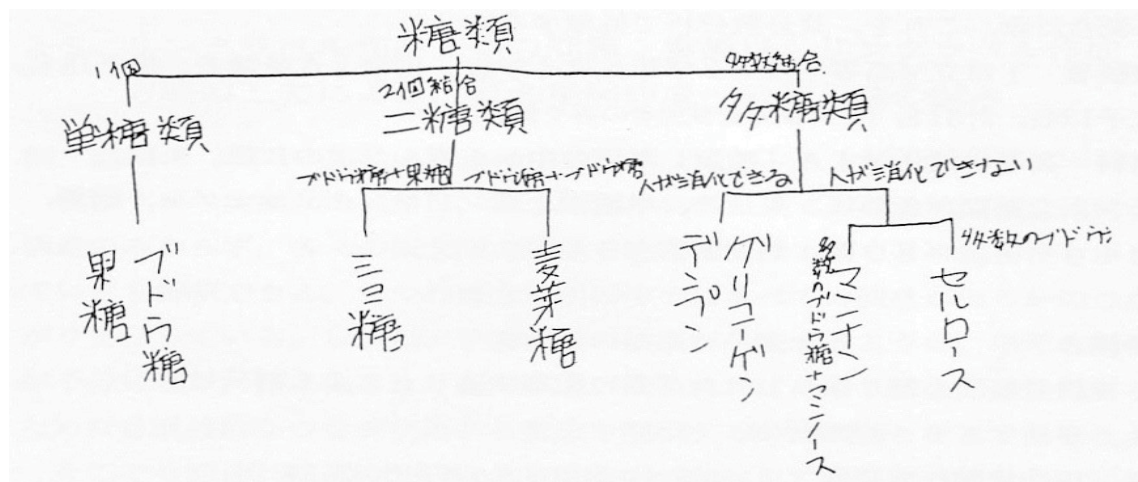 糖類
1個
2個結合
多数結合
単糖類
二糖類
多糖類
ブドウ糖+果糖
ブドウ糖+ブドウ糖
人が消化できる
人が消化できない
多数のブドウ
ブドウ糖
果糖
ショ糖
麦芽糖
グリコーゲン
デンプン
マンナン
多数のブドウ糖+マンノース
セルロース